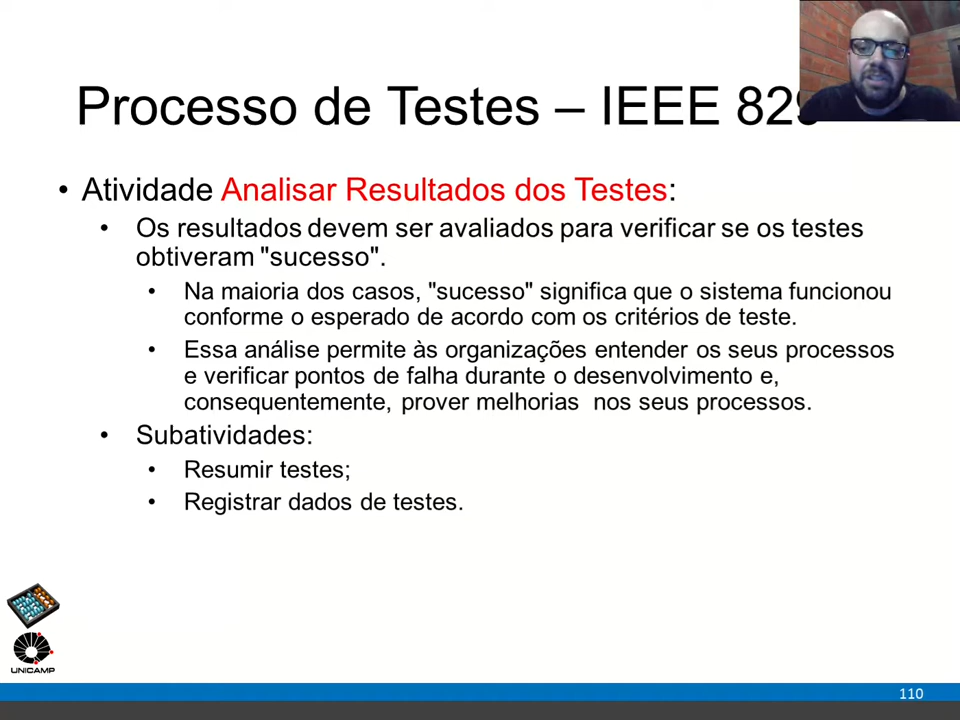 Processo de Testes – IEEE 829
• Atividade Analisar Resultados dos Testes:
• Os resultados devem ser avaliados para verificar se os testes
obtiveram "sucesso".
• Na maioria dos casos, "sucesso" significa que o sistema funcionou
conforme o esperado de acordo com os critérios de teste.
• Essa análise permite às organizações entender os seus processos
e verificar pontos de falha durante o desenvolvimento e,
consequentemente, prover melhorias nos seus processos.
• Subatividades:
• Resumir testes;
• Registrar dados de testes.
UNICAMP
110